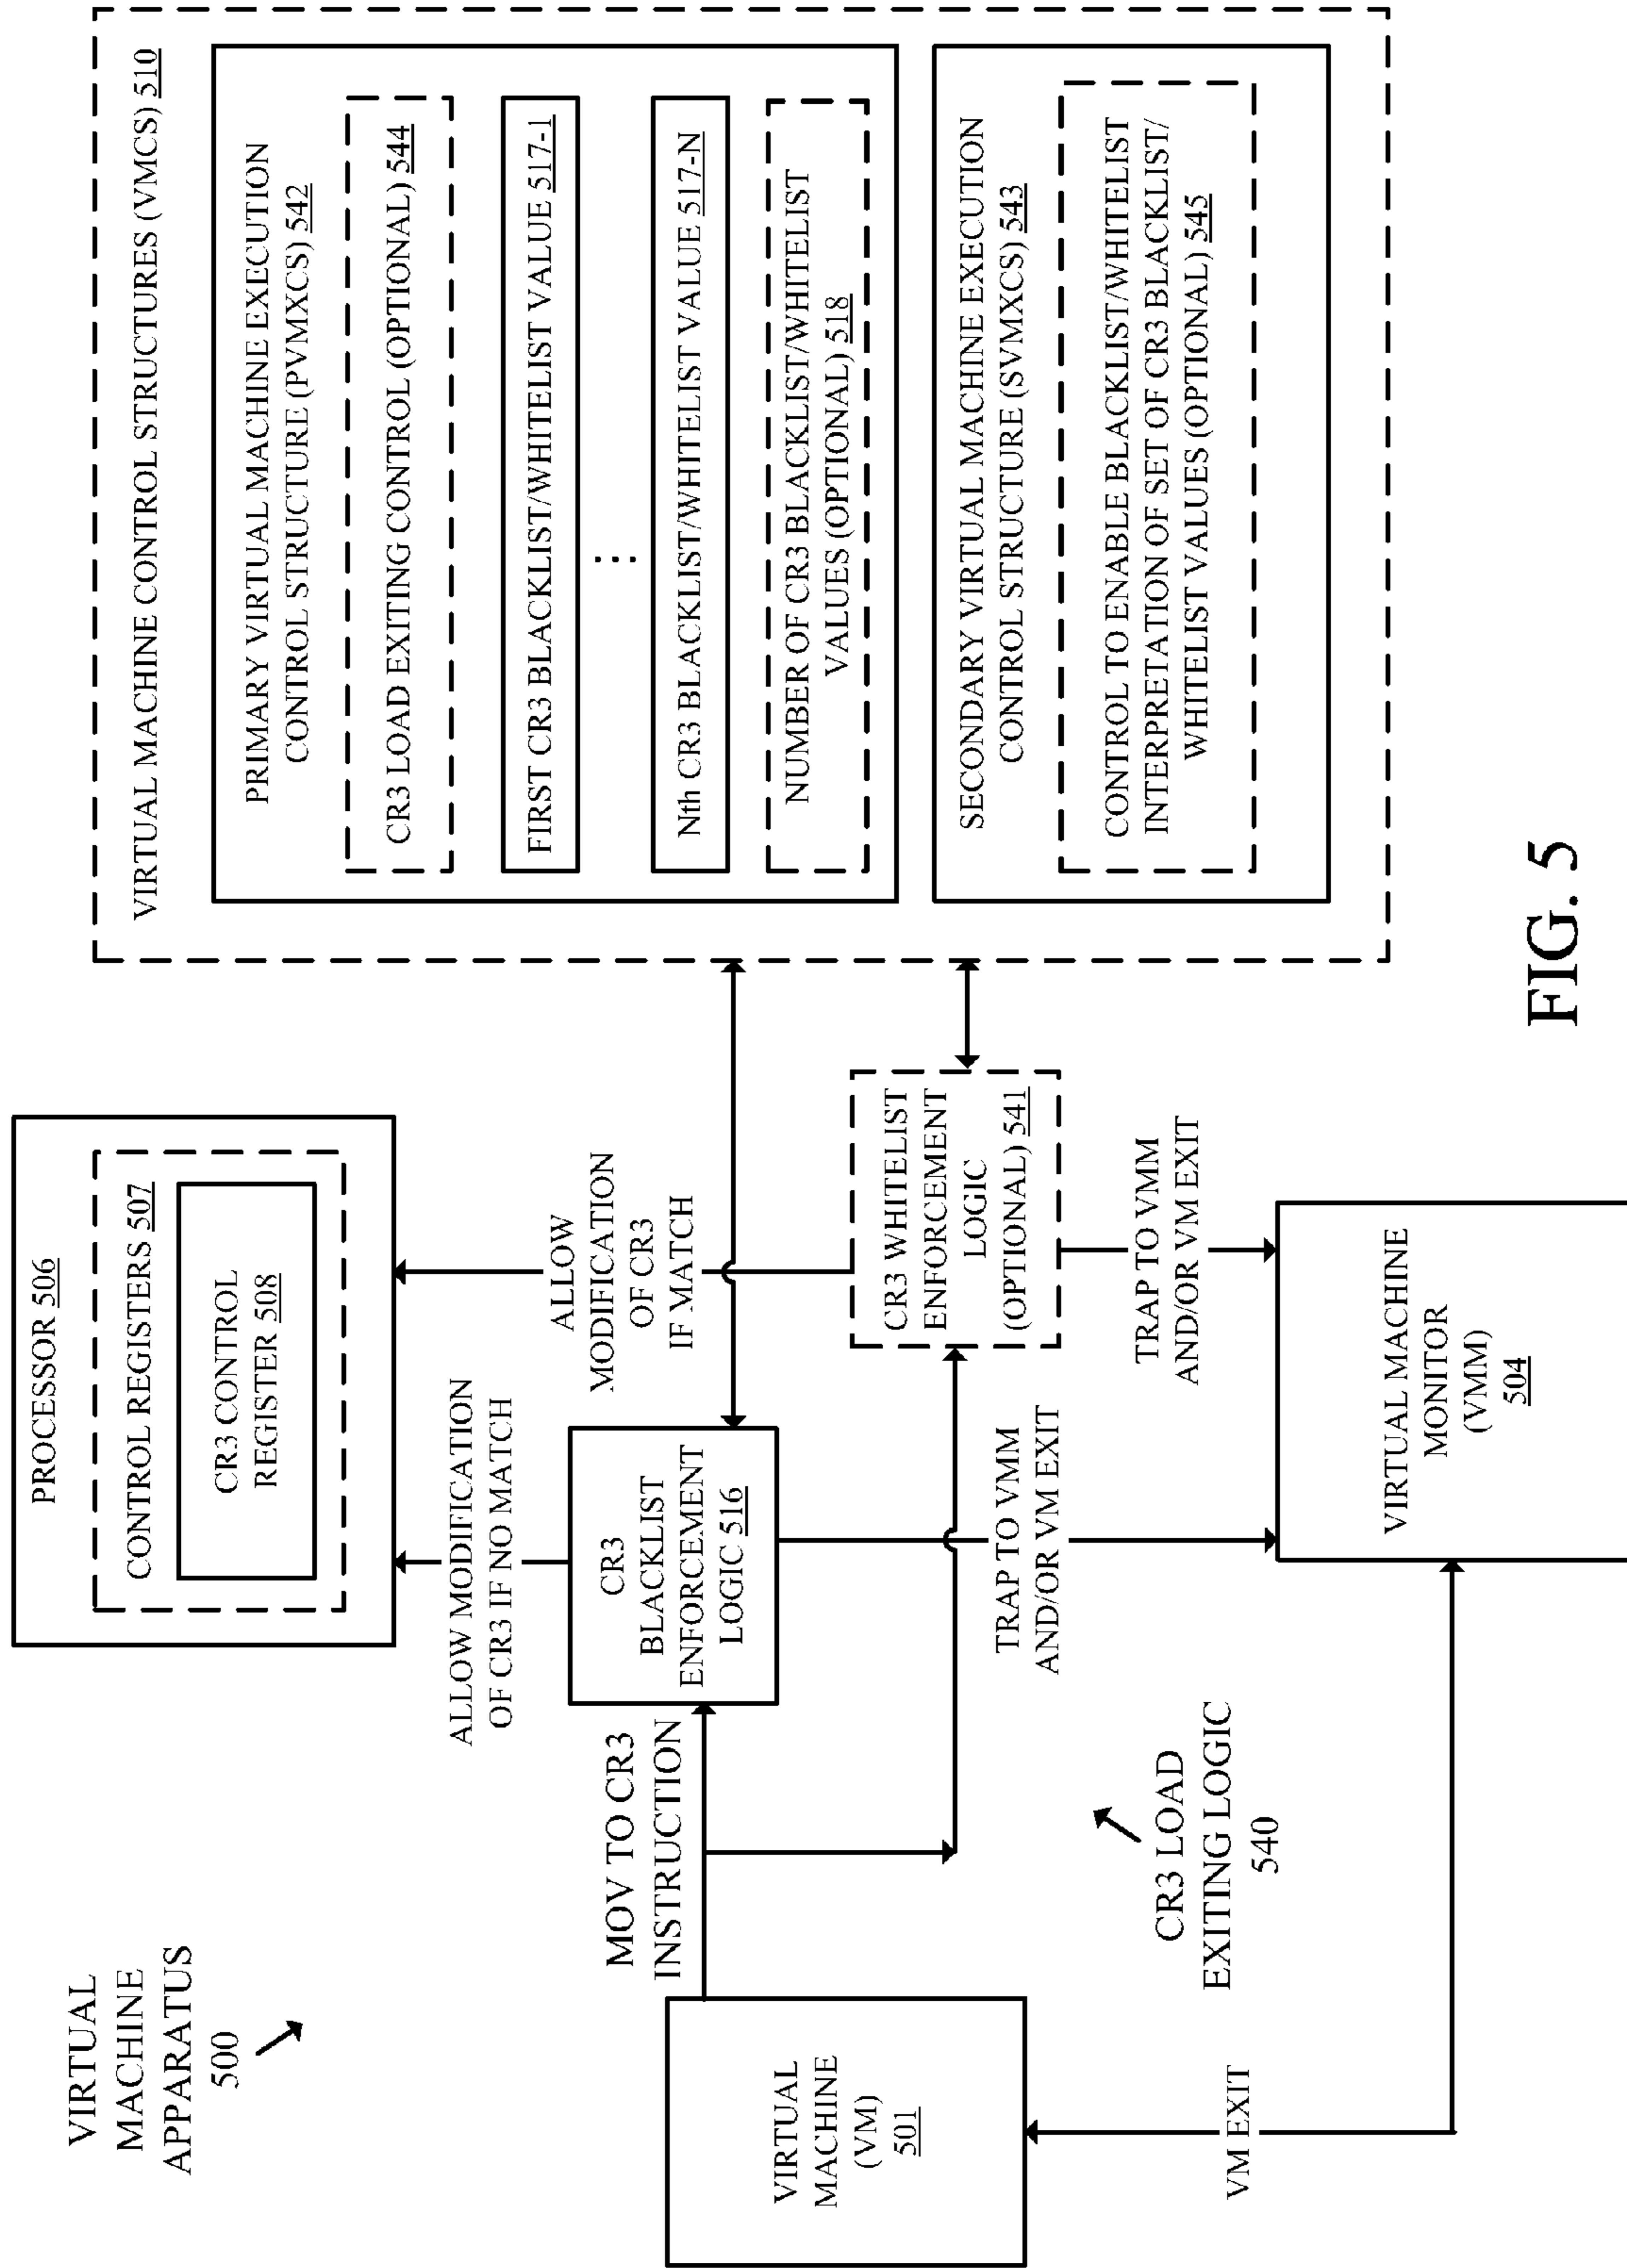 VIRTUAL
MACHINE
APPARATUS
500
PROCESSOR 506
CONTROL REGISTERS 507
CR3 CONTROL
REGISTER 508
VIRTUAL MACHINE CONTROL STRUCTURES (VMCS) 510
PRIMARY VIRTUAL MACHINE EXECUTION
CONTROL STRUCTURE (PVMXCS) 542
CR3 LOAD EXITING CONTROL (OPTIONAL) 544
FIRST CR3 BLACKLIST/WHITELIST VALUE 517-1
...
Nth CR3 BLACKLIST/WHITELIST VALUE 517-N
NUMBER OF CR3 BLACKLIST/WHITELIST
VALUES (OPTIONAL) 518
SECONDARY VIRTUAL MACHINE EXECUTION
CONTROL STRUCTURE (SVMXCS) 543
CONTROL TO ENABLE BLACKLIST/WHITELIST
INTERPRETATION OF SET OF CR3 BLACKLIST/
WHITELIST VALUES (OPTIONAL) 545
ALLOW MODIFICATION
OF CR3 IF NO MATCH
ALLOW
MODIFICATION
OF CR3
IF MATCH
MOV TO CR3
INSTRUCTION
CR3
BLACKLIST
ENFORCEMENT
LOGIC 516
CR3 WHITELIST
ENFORCEMENT
LOGIC
(OPTIONAL) 541
VIRTUAL
MACHINE
(VM)
501
TRAP TO VMM
AND/OR VM EXIT
TRAP TO VMM
AND/OR VM EXIT
CR3 LOAD
EXITING LOGIC
540
VM EXIT
VIRTUAL MACHINE
MONITOR
(VMM)
504
FIG. 5